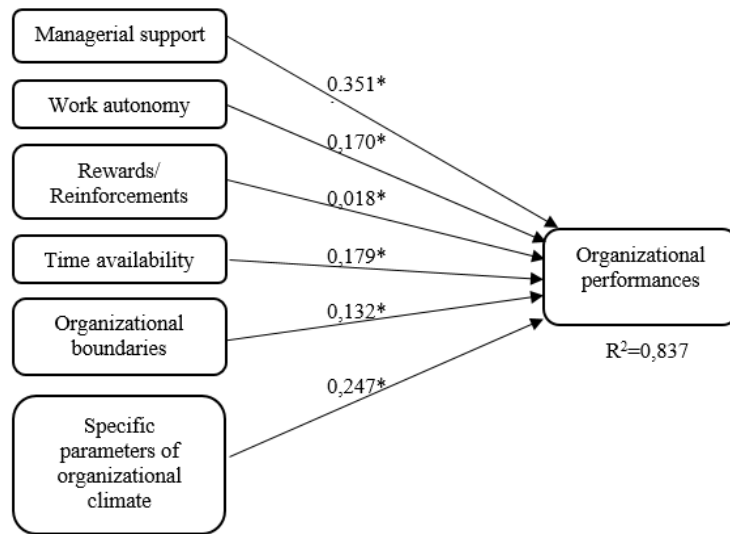 Managerial support
0.351*
Work autonomy
0,170*
Rewards/
Reinforcements
0,018*
Time availability
0,179*
Organizational
boundaries
0,132*
Specific
parameters of
organizational
climate
0,247*
Organizational
performances
R²=0,837